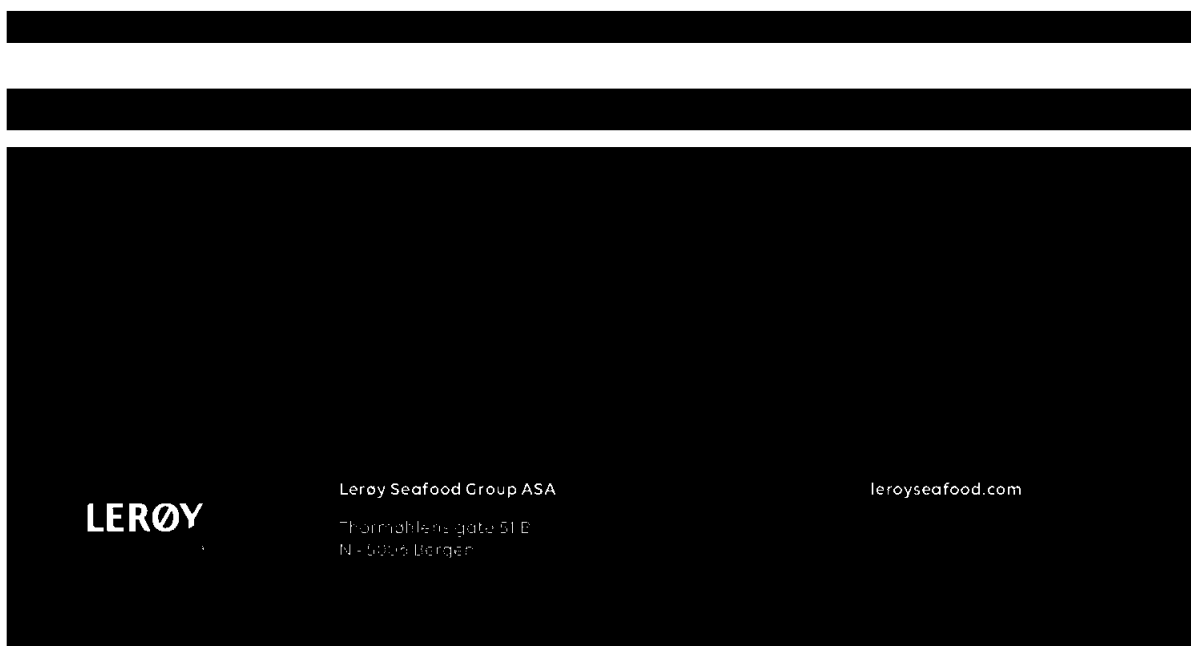 LERØY
Lerøy Seafood Group ASA
Thormøhlens gate 51 B
N - 5006 Bergen
leroyseafood.com